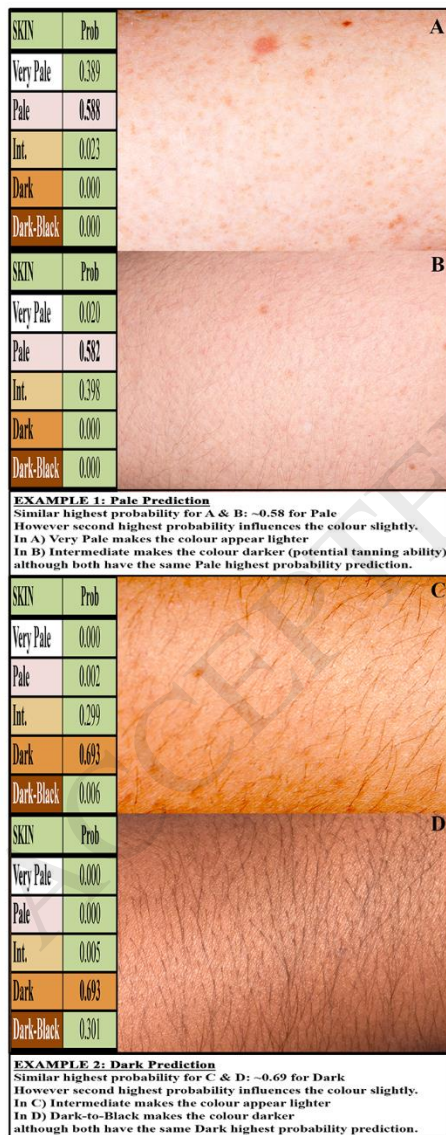 SKIN Prob A
Very Pale 0.389
Pale 0.588
Int. 0.023
Dark 0.000
Dark-Black 0.000
SKIN Prob B
Very Pale 0.020
Pale 0.582
Int. 0.398
Dark 0.000
Dark-Black 0.000
EXAMPLE 1: Pale Prediction
Similar highest probability for A & B: ~0.58 for Pale
However second highest probability influences the colour slightly.
In A) Very Pale makes the colour appear lighter
In B) Intermediate makes the colour darker (potential tanning ability)
although both have the same Pale highest probability prediction.
SKIN Prob C
Very Pale 0.000
Pale 0.002
Int. 0.299
Dark 0.693
Dark-Black 0.006
SKIN Prob D
Very Pale 0.000
Pale 0.000
Int. 0.005
Dark 0.693
Dark-Black 0.301
EXAMPLE 2: Dark Prediction
Similar highest probability for C & D: ~0.69 for Dark
However second highest probability influences the colour slightly.
In C) Intermediate makes the colour appear lighter
In D) Dark-to-Black makes the colour darker
although both have the same Dark highest probability prediction.
ACCEPTE